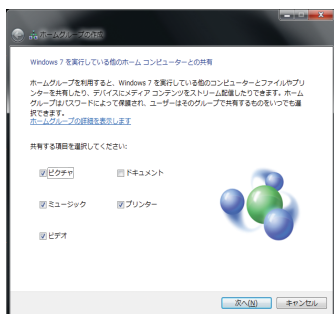 ホームグループの作成
Windows 7 を実行している他のホーム コンピューターとの共有
ホームグループを利用すると、Windows 7 を実行している他のコンピューターとファイルやプリ
ンターを共有したり、デバイスにメディア コンテンツをストリーム配信したりできます。ホーム
グループはパスワードによって保護され、ユーザーはそのグループで共有するものをいつでも選
択できます。
ホームグループの詳細を表示します
共有する項目を選択してください:
ピクチャ ドキュメント
ミュージック プリンター
ビデオ
次へ(N) キャンセル